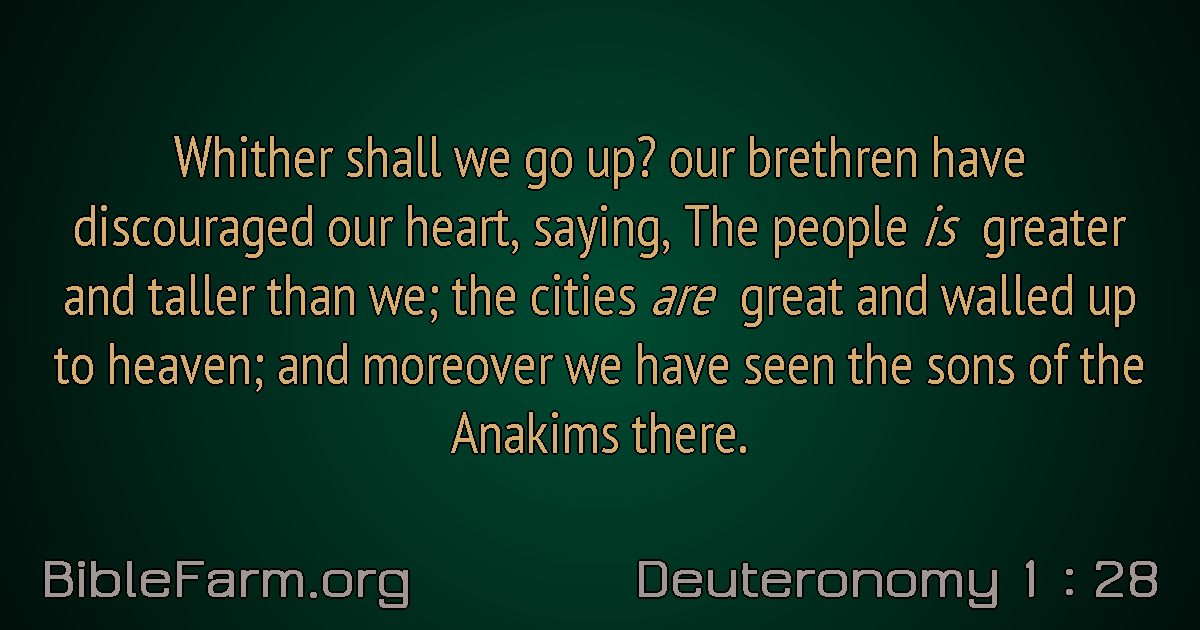 Whither shall we go up? our brethren have
discouraged our heart, saying, The people is greater
and taller than we; the cities are great and walled up
to heaven; and moreover we have seen the sons of the
Anakims there.
BibleFarm.org
Deuteronomy 1 : 28